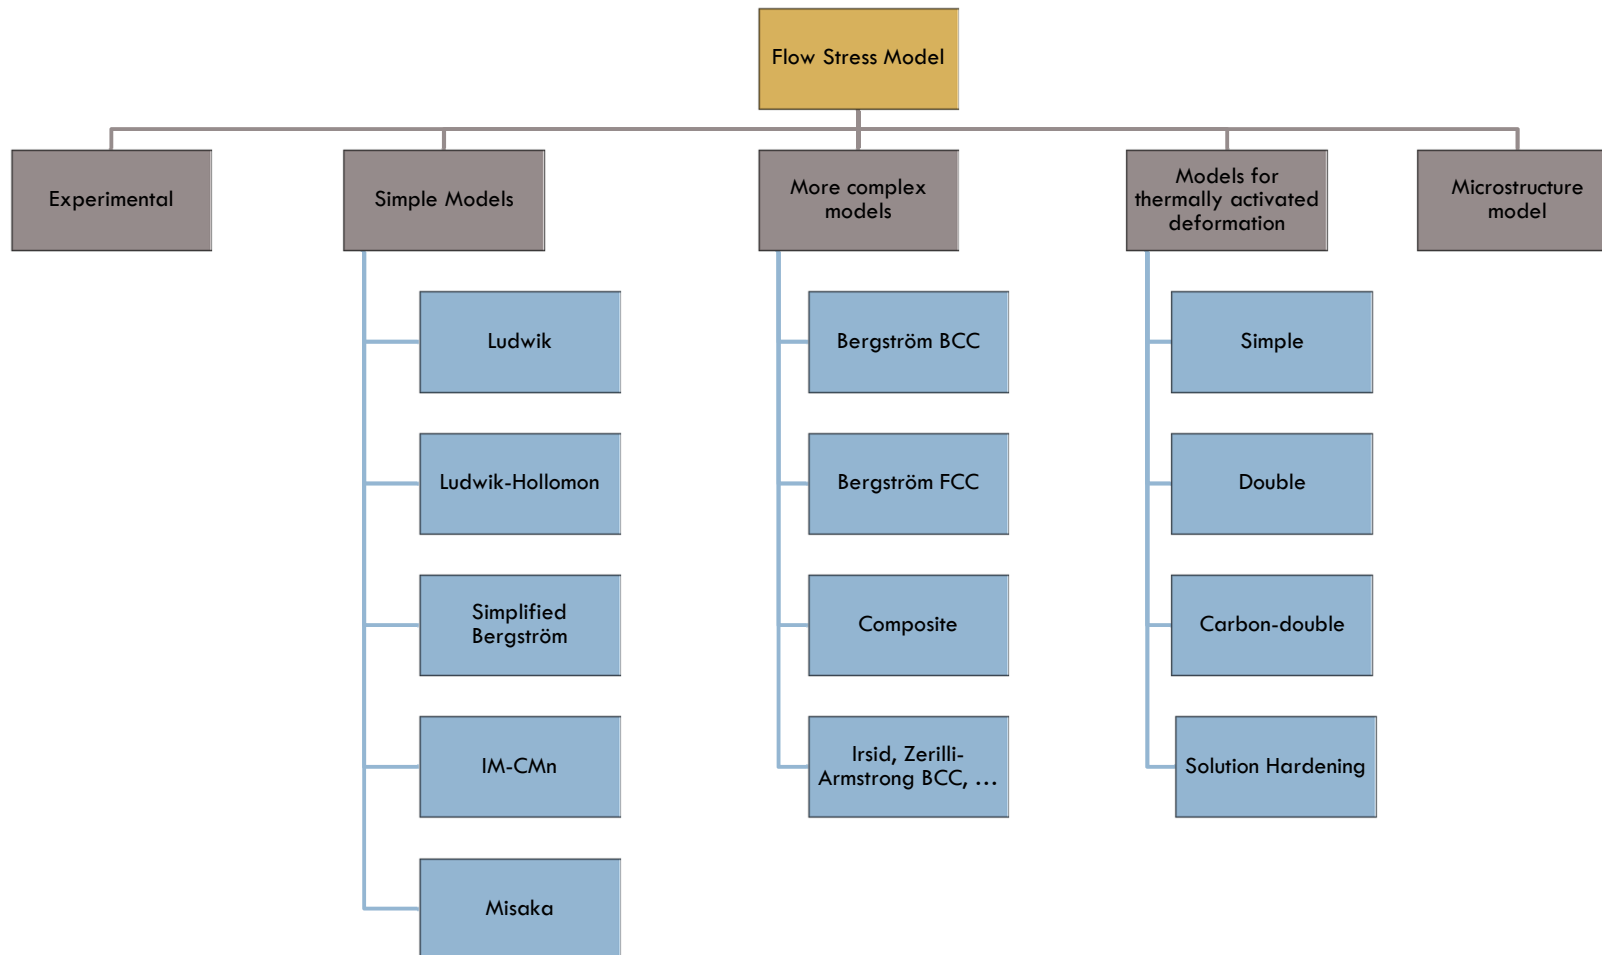 Flow Stress Model
Experimental
Simple Models
More complex
models
Models for
thermally activated
deformation
Microstructure
model
Ludwik
Ludwik-Hollomon
Simplified
Bergström
IM-CMn
Misaka
Bergström BCC
Bergström FCC
Composite
Irsid, Zerilli-
Armstrong BCC, ...
Simple
Double
Carbon-double
Solution Hardening